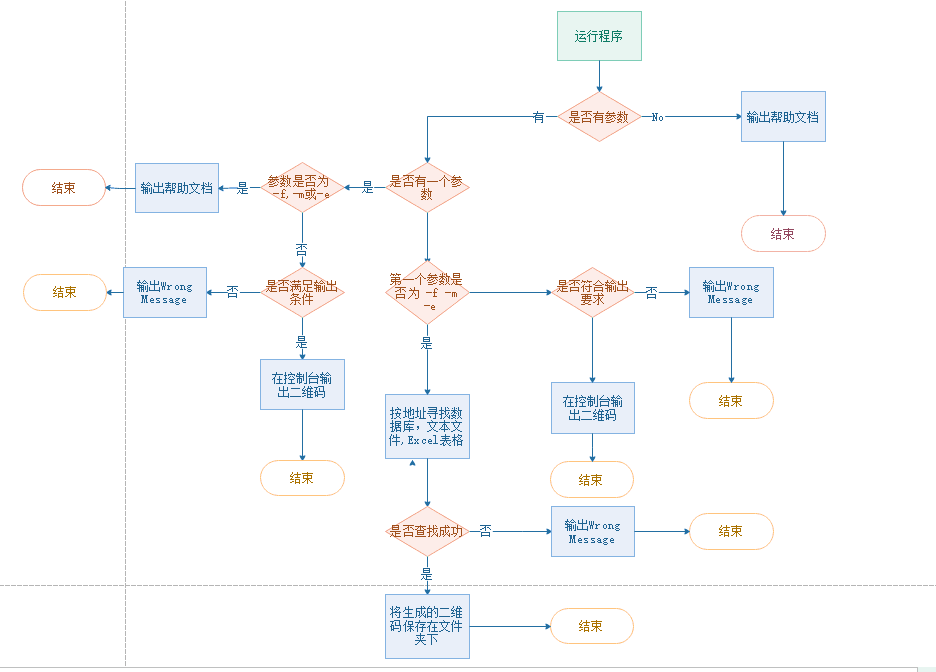 运行程序
有
是否有参数
No
输出帮助文档
结束
输出帮助文档
是
参数是否为
-f,-m或-e
是
是否有一个参
数
结束
否
结束
输出Wrong
Message
否
是否满足输出
条件
第一个参数是
否为 -f -m
-e
是否符合输出
要求
否
输出Wrong
Message
是
是
在控制台输
出二维码
按地址寻找数
据库，文本文
件,Excel表格
在控制台输
出二维码
结束
结束
结束
是否查找成功
否
输出Wrong
Message
结束
是
将生成的二维
码保存在文件
夹下
结束